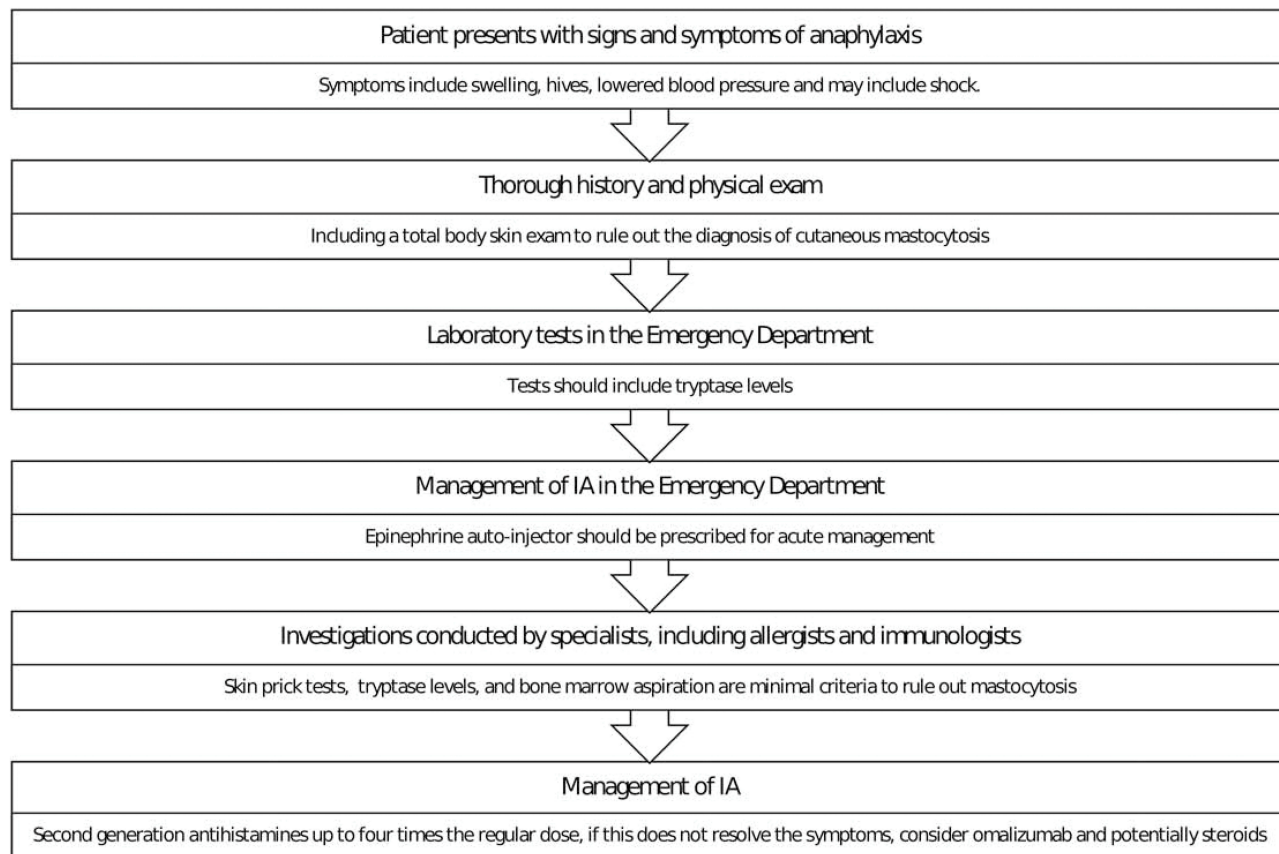 Patient presents with signs and symptoms of anaphylaxis
Symptoms include swelling, hives, lowered blood pressure and may include shock.
Thorough history and physical exam
Including a total body skin exam to rule out the diagnosis of cutaneous mastocytosis
Laboratory tests in the Emergency Department
Tests should include tryptase levels
Management of IA in the Emergency Department
Epinephrine auto-injector should be prescribed for acute management
Investigations conducted by specialists, including allergists and immunologists
Skin prick tests, tryptase levels, and bone marrow aspiration are minimal criteria to rule out mastocytosis
Management of IA
Second generation antihistamines up to four times the regular dose, if this does not resolve the symptoms, consider omalizumab and potentially steroids